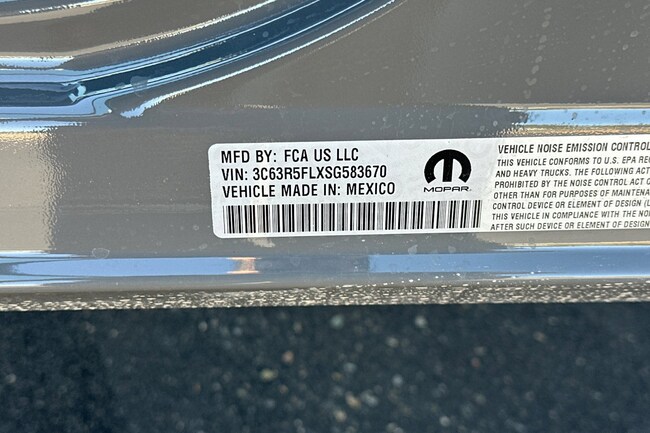 MFD BY: FCA US LLC
VIN: 3C63R5FLXSG583670
VEHICLE MADE IN: MEXICO
MOPAR
VEHICLE NOISE EMISSION CONTROL
THIS VEHICLE CONFORMS TO U.S. EPA REG
AND HEAVY TRUCKS. THE FOLLOWING
PROHIBITED BY THE NOISE CONTROL ACT O
OTHER THAN FOR PURPOSES OF MAINTENA
CONTROL DEVICE OR ELEMENT OF DESIGN (L
THIS VEHICLE IN COMPLIANCE WITH THE NOI
AFTER SUCH DEVICE OR ELEMENT OF DESIGN